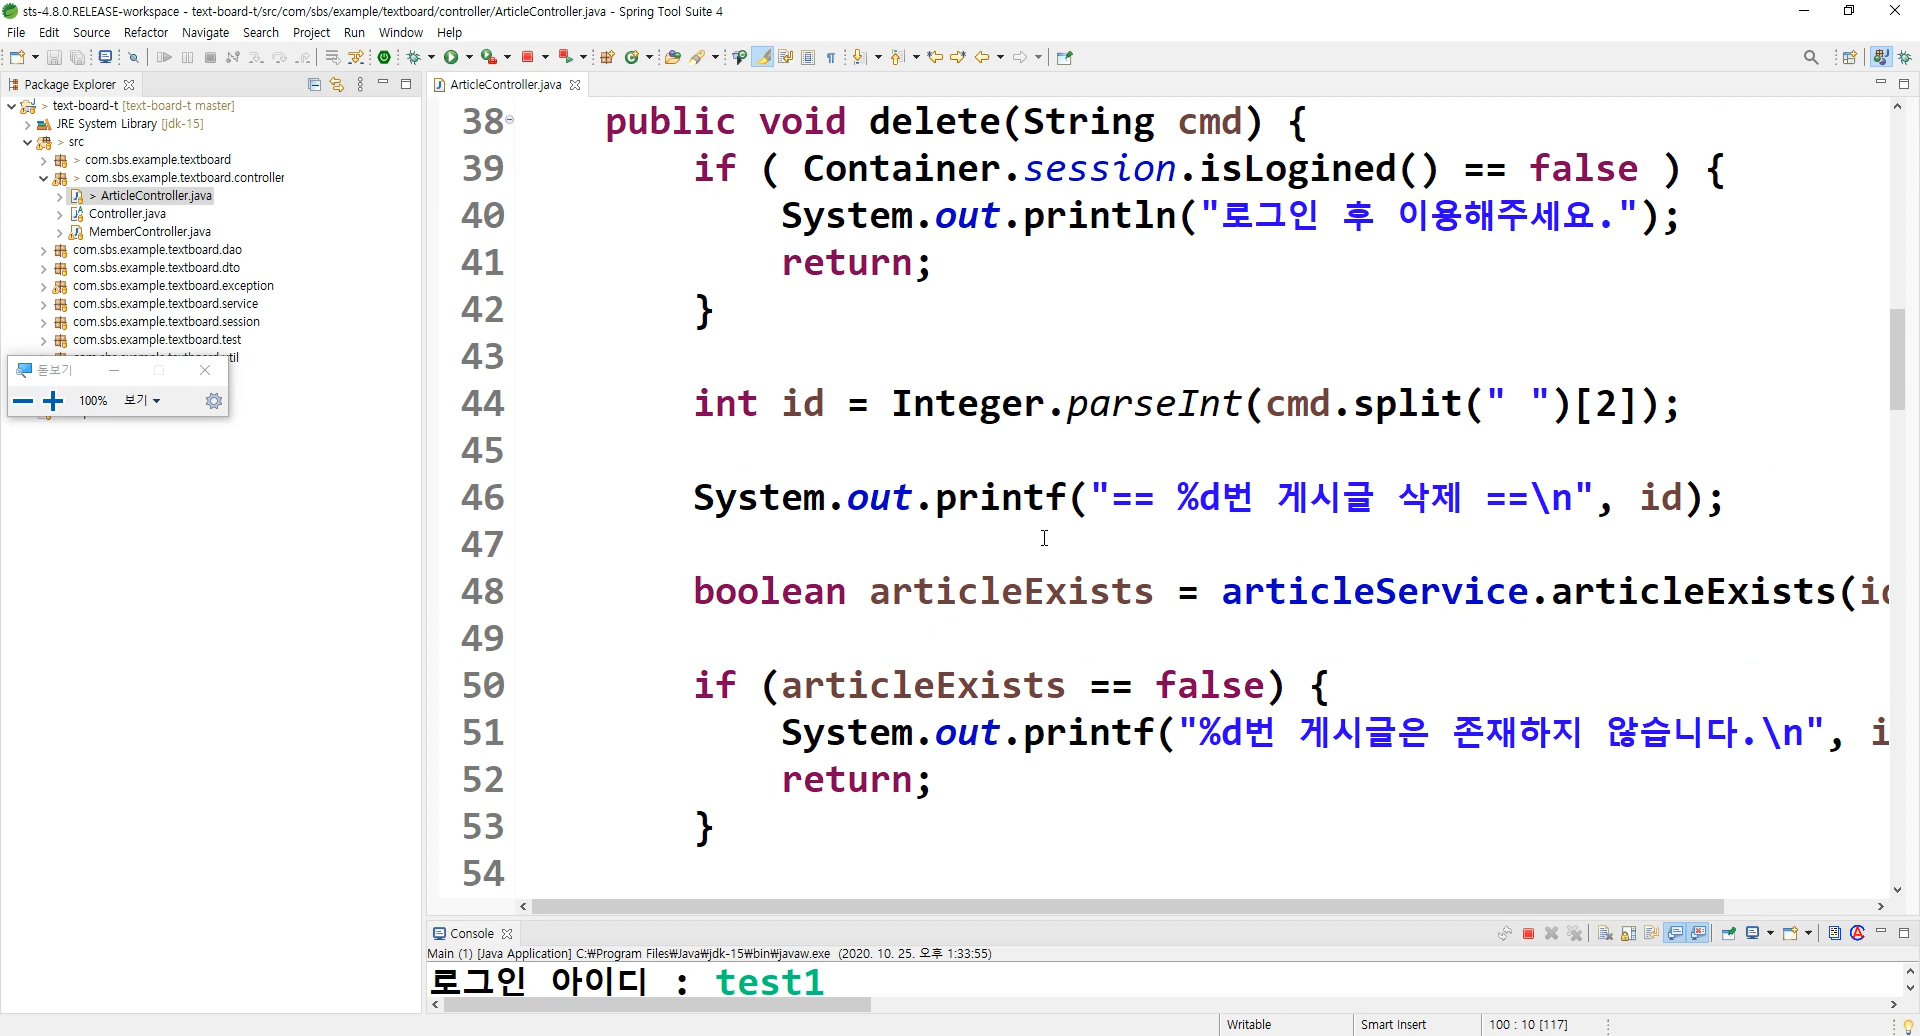 sts-4.8.0.RELEASE-workspace - text-board-t/src/com/sbs/example/textboard/controller/ArticleController.java - Spring Tool Suite 4
File Edit Source Refactor Navigate Search Project Run Window Help
Package Explorer
ArticleController.java
> text-board-t [text-board-t master]
JRE System Library [jdk-15]
> src
> com.sbs.example.textboard
> com.sbs.example.textboard.controller
> ArticleController.java
Controller.java
MemberController.java
com.sbs.example.textboard.dao
com.sbs.example.textboard.dto
com.sbs.example.textboard.exception
com.sbs.example.textboard.service
com.sbs.example.textboard.session
com.sbs.example.textboard.test
돋보기
100% 보기
38 public void delete(String cmd) {
39 if ( Container.session.isLogined() == false ) {
40 System.out.println("로그인 후 이용해주세요.");
41 return;
42 }
43
44 int id = Integer.parseInt(cmd.split(" ")[2]);
45
46 System.out.printf("== %d번 게시글 삭제 ==\n", id);
47
48 boolean articleExists = articleService.articleExists(id
49
50 if (articleExists == false) {
51 System.out.printf("%d번 게시글은 존재하지 않습니다.\n", i
52 return;
53 }
54
Console
Main (1) [Java Application] C:₩Program Files₩Java₩jdk-15₩bin₩javaw.exe (2020. 10. 25. 오후 1:33:55)
로그인 아이디 : test1
Writable Smart Insert 100 : 10 [117]